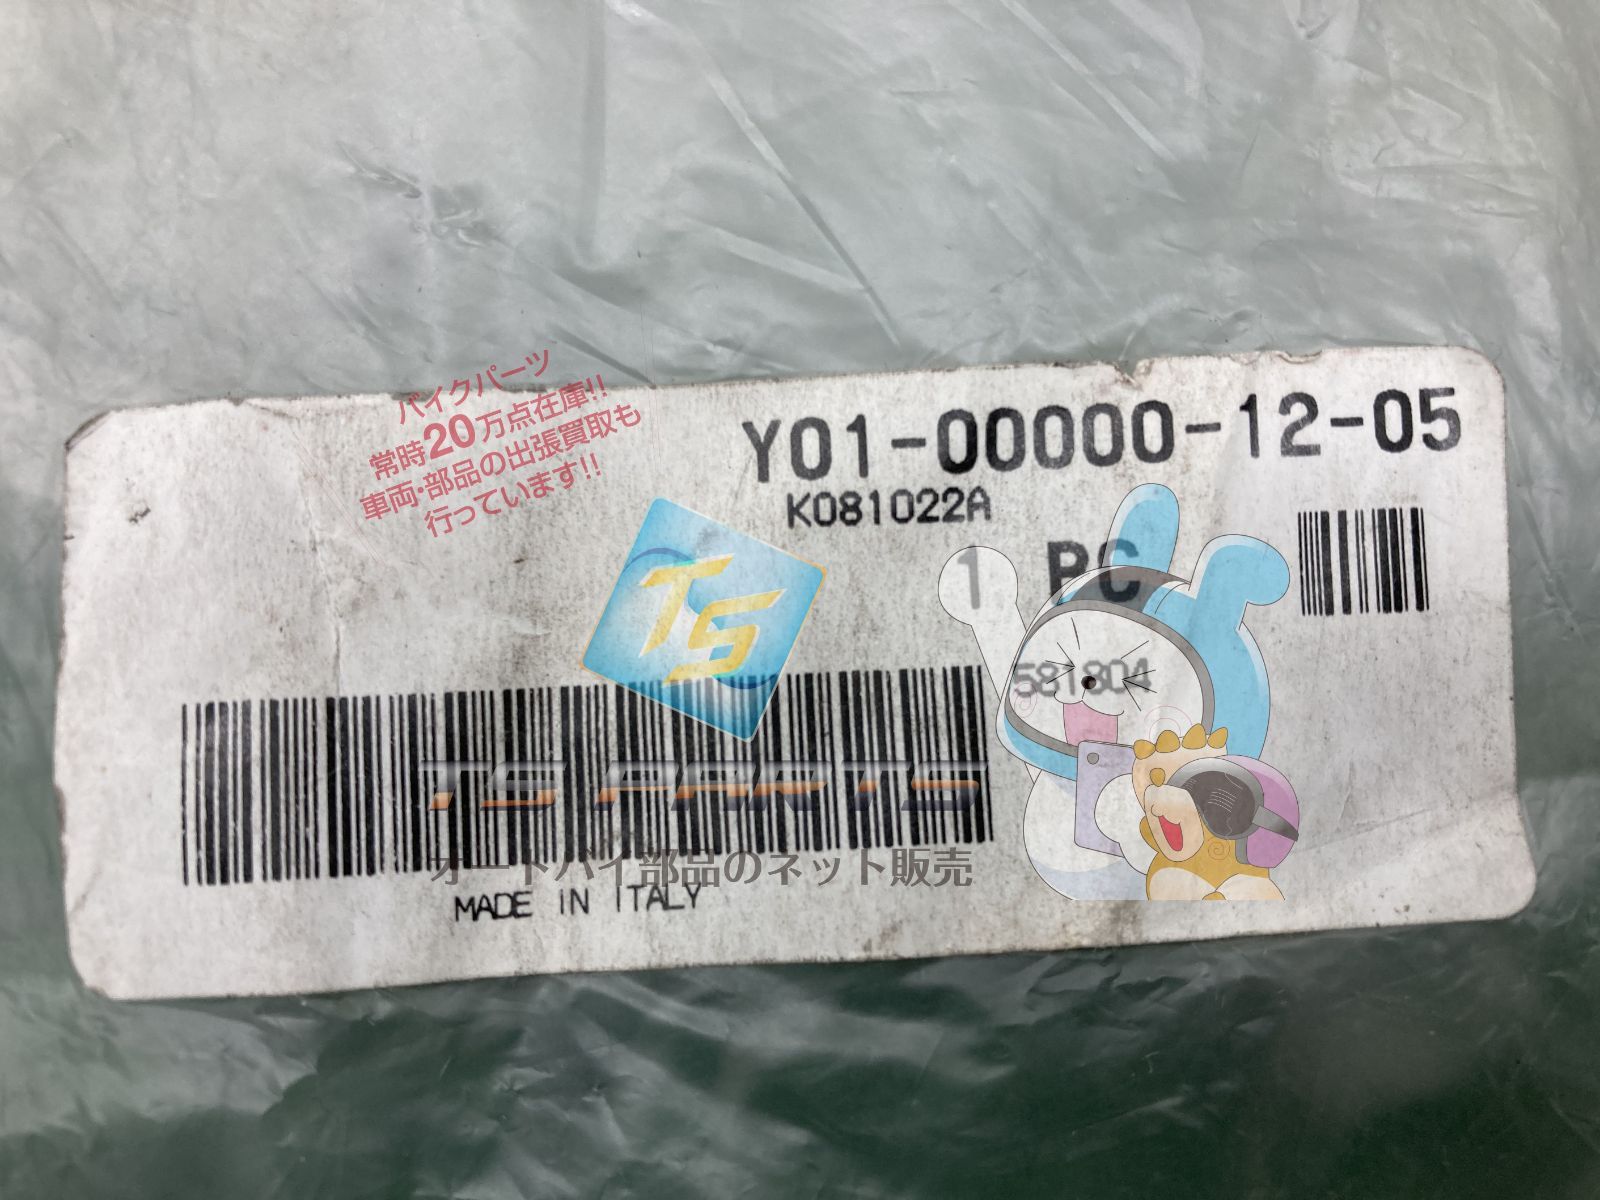 Y01-00000-12-05
K081022A
1 PC
581804
MADE IN ITALY
バイクパーツ
常時20万点在庫!!
車両・部品の出張買取も
行っています!!
TS
TS PARTS
オートバイ部品のネット販売